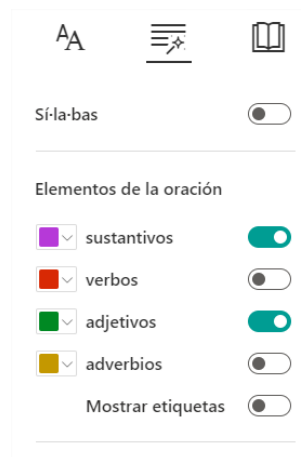 AA
Sí·la·bas
Elementos de la oración
sustantivos
verbos
adjetivos
adverbios
Mostrar etiquetas